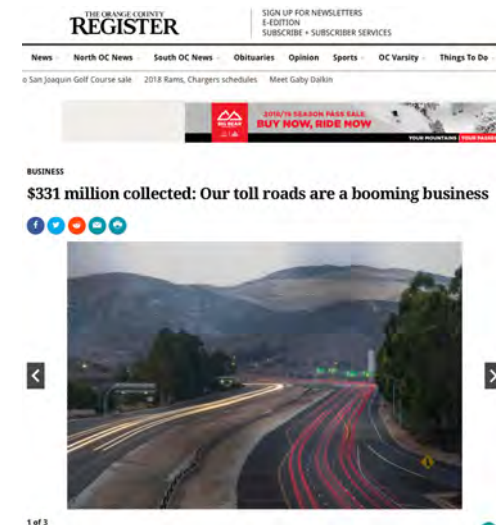 THE ORANGE COUNTY
REGISTER
SIGN UP FOR NEWSLETTERS
E-EDITION
SUBSCRIBE + SUBSCRIBER SERVICES
News North OC News South OC News Obituaries Opinion Sports OC Varsity Things To Do
o San Joaquin Golf Course sale 2018 Rams, Chargers schedules Meet Gaby Dalkin
BIG BEAR
2018/19 SEASON PASS SALE
BUY NOW, RIDE NOW
YOUR MOUNTAINS
BUSINESS
$331 million collected: Our toll roads are a booming business
1 of 3